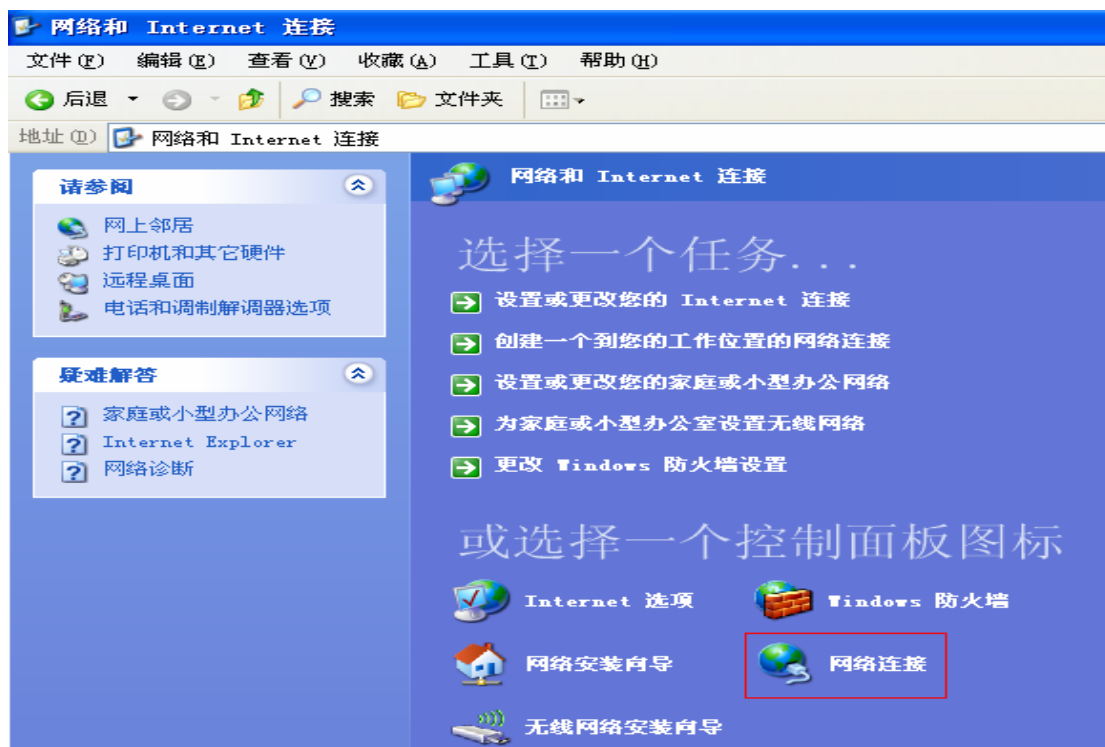 网络和 Internet 连接
文件(F) 编辑(E) 查看(V) 收藏(A) 工具(T) 帮助(H)
后退 搜索 文件夹
地址(D) 网络和 Internet 连接
请参阅
网上邻居
打印机和其它硬件
远程桌面
电话和调制解调器选项
疑难解答
家庭或小型办公网络
Internet Explorer
网络诊断
网络和 Internet 连接
选择一个任务...
设置或更改您的 Internet 连接
创建一个到您的工作位置的网络连接
设置或更改您的家庭或小型办公网络
为家庭或小型办公室设置无线网络
更改 Windows 防火墙设置
或选择一个控制面板图标
Internet 选项 Windows 防火墙
网络安装向导 网络连接
无线网络安装向导